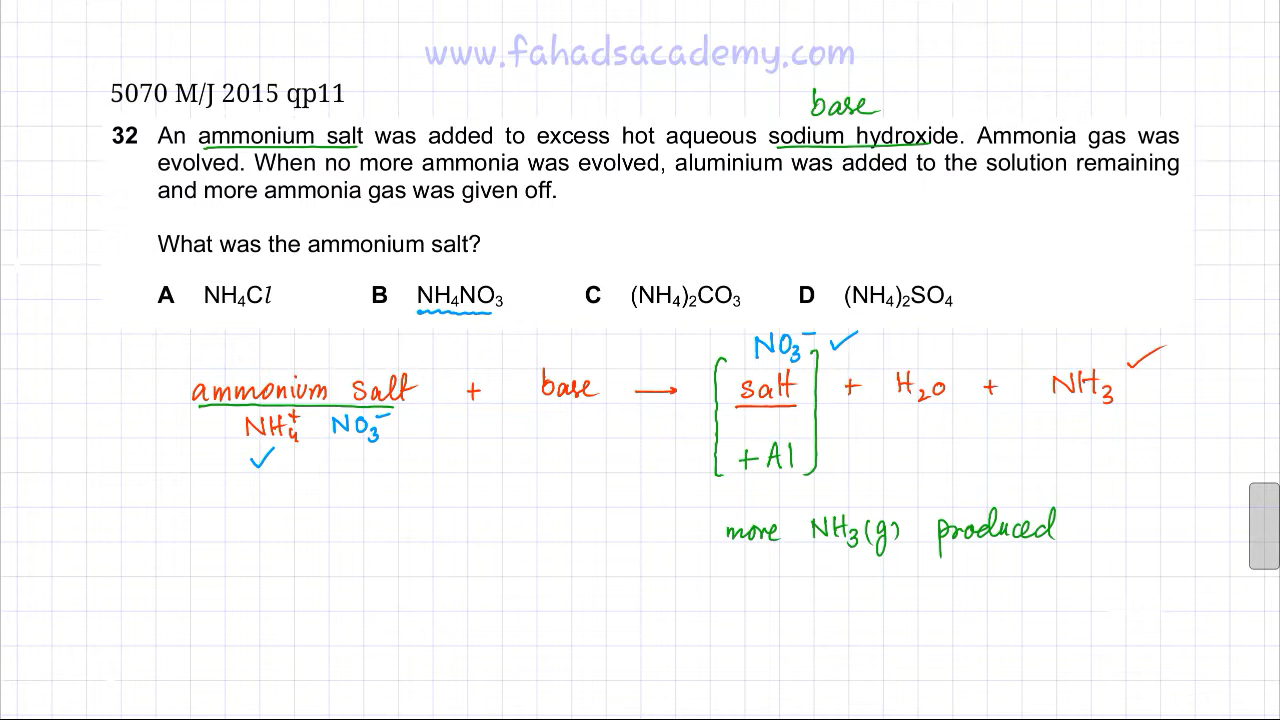 www.fahadsacademy.com
5070 M/J 2015 qp11
base
32 An ammonium salt was added to excess hot aqueous sodium hydroxide. Ammonia gas was
evolved. When no more ammonia was evolved, aluminium was added to the solution remaining
and more ammonia gas was given off.
What was the ammonium salt?
A NH₄Cl B NH₄NO₃ C (NH₄)₂CO₃ D (NH₄)₂SO₄
NO₃⁻ ✓
ammonium salt + base → [salt] + H₂O + NH₃ ✓
NH₄⁺ NO₃⁻
✓ + Al
more NH₃(g) produced